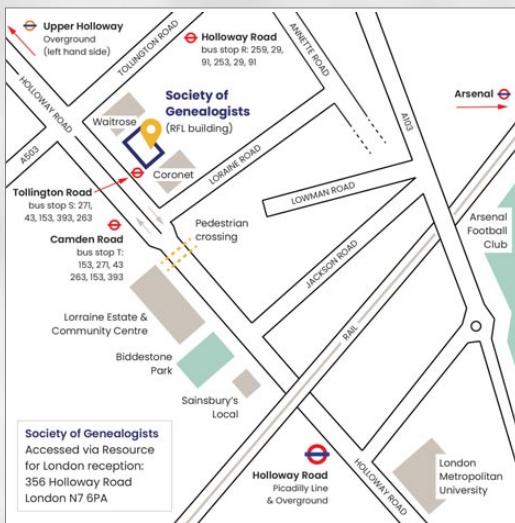 Upper Holloway
Overground
(left hand side)
TOLLINGTON ROAD
Holloway Road
bus stop R: 259, 29,
91, 253, 29, 91
ANNETTE ROAD
HOLLOWAY ROAD
Society of
Genealogists
(RFL building)
Waitrose
A103
Arsenal
A503
Coronet
LORAINE ROAD
Tollington Road
bus stop S: 271,
43, 153, 393, 263
LOWMAN ROAD
Camden Road
bus stop T:
153, 271, 43
263, 153, 393
Pedestrian
crossing
Arsenal
Football
Club
JACKSON ROAD
Lorraine Estate &
Community Centre
RAIL
Biddestone
Park
Sainsbury's
Local
Society of Genealogists
Accessed via Resource
for London reception:
356 Holloway Road
London N7 6PA
Holloway Road
Picadilly Line
& Overground
HOLLOWAY ROAD
London
Metropolitan
University